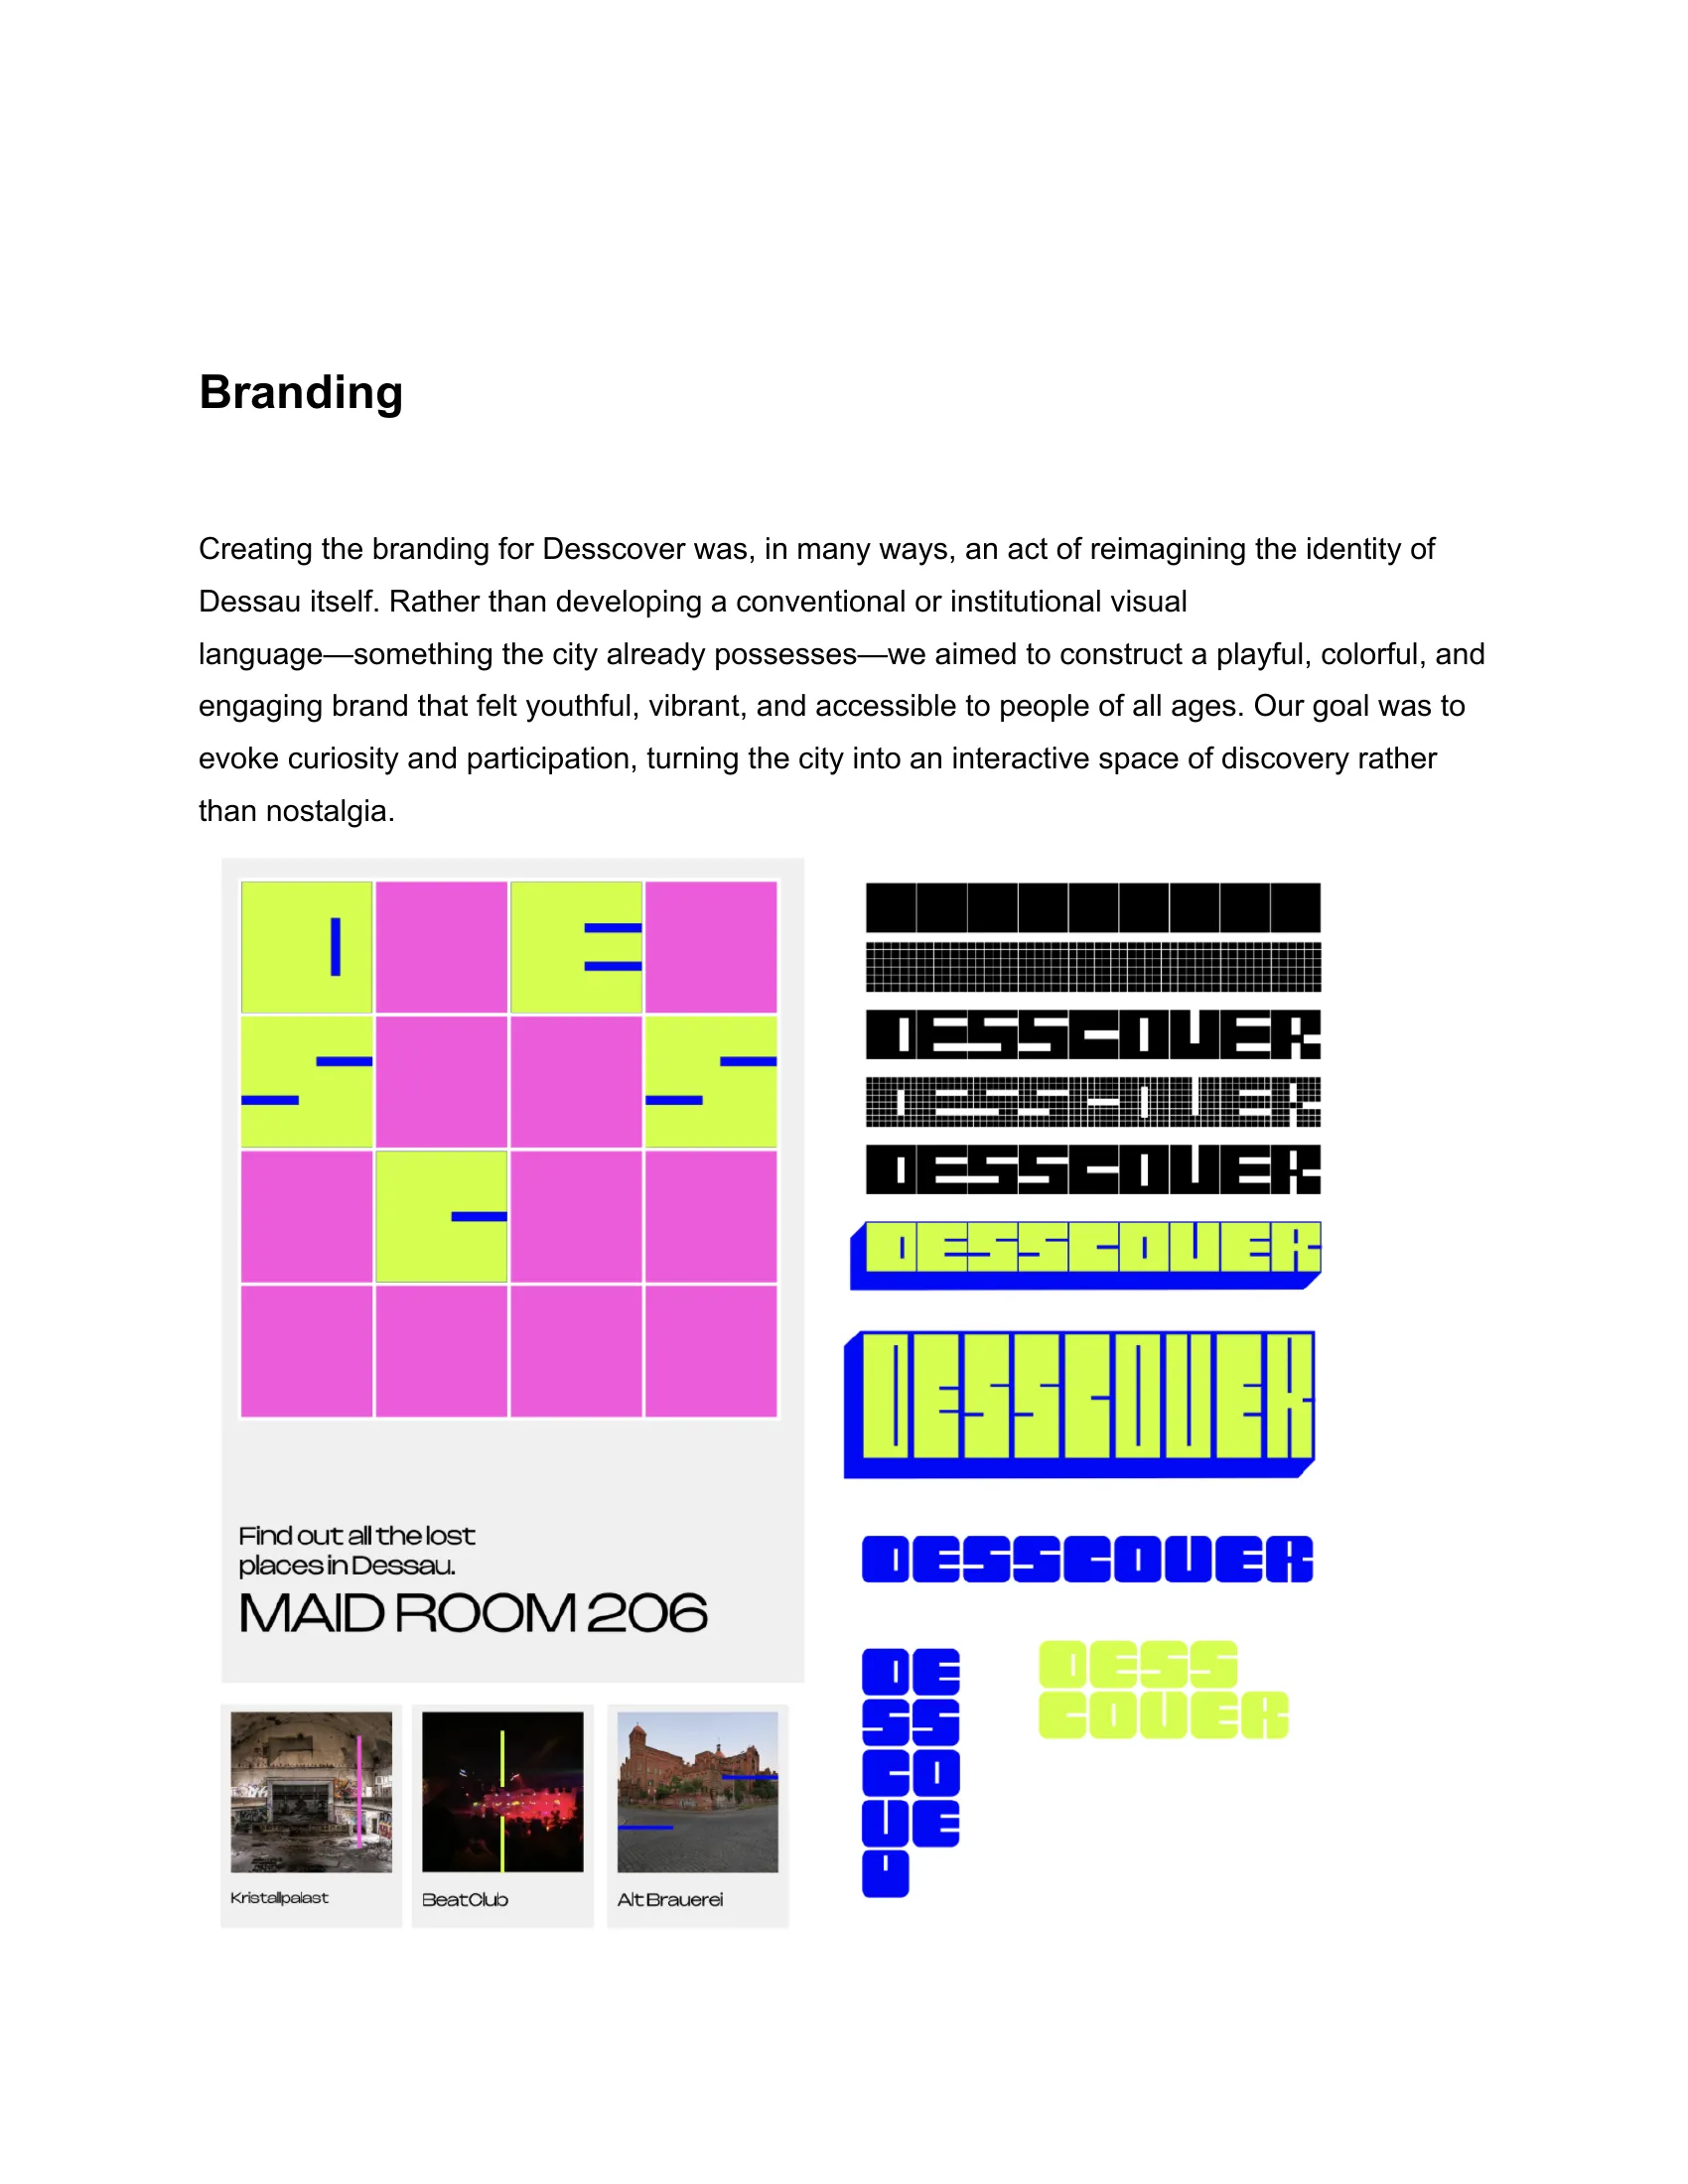 Branding
Creating the branding for Desscover was, in many ways, an act of reimagining the identity of
Dessau itself. Rather than developing a conventional or institutional visual
language—something the city already possesses—we aimed to construct a playful, colorful, and
engaging brand that felt youthful, vibrant, and accessible to people of all ages. Our goal was to
evoke curiosity and participation, turning the city into an interactive space of discovery rather
than nostalgia.
D E
S S
C
Find out all the lost
places in Dessau.
MAID ROOM 206
Kristallpalast
BeatClub
Alt Brauerei
DESSCOVER
DESSCOVER
DESSCOVER
DESSCOVER
DESSCOVER
DESSCOVER
DE
SS
CO
UE
DESS
COVER